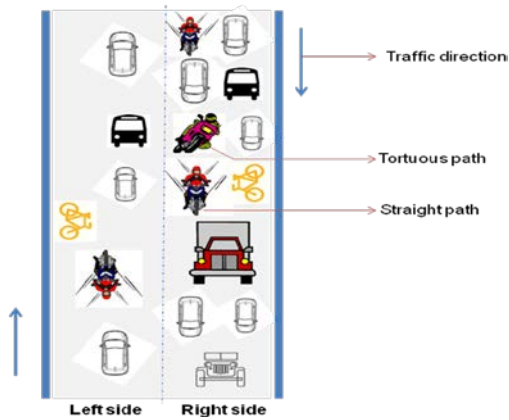 Traffic direction
Tortuous path
Straight path
Left side
Right side